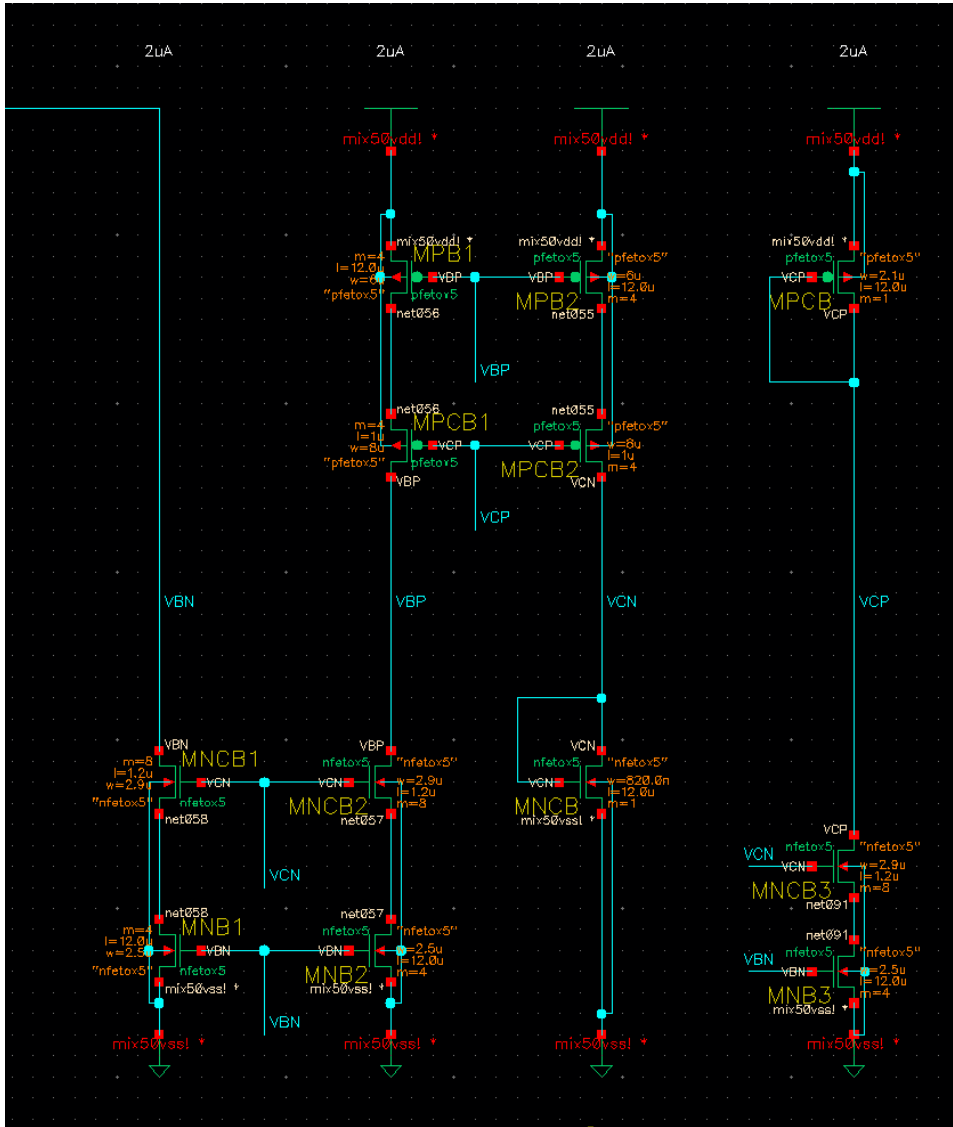 2uA 2uA 2uA 2uA
mix50vdd! * mix50vdd! * mix50vdd! *
mix50vdd! * mix50vdd! * mix50vdd! *
m=4 MPB1 pfetox5 "pfetox5" pfetox5 "pfetox5"
l=12.0u VBP VBP w=6u VCP w=2.1u
l=12.0u l=12.0u
"pfetox5" pfetox5 MPB2 m=4 MPCB m=1
net056 net055 VCP
VBP
net056 net055
m=4 MPCB1 pfetox5 "pfetox5"
l=1u VCP VCP
w=8u l=1u
"pfetox5" pfetox5 MPCB2 m=4
VBP VCN
VCP
VBN VBP VCN VCP
VBN VBP VCN
m=8 MNCB1 nfetox5 "nfetox5" nfetox5 "nfetox5"
l=1.2u VCN VCN w=2.9u VCN w=820.0n
w=2.9u l=1.2u l=12.0u
"nfetox5" nfetox5 MNCB2 m=8 MNCB m=1
net058 net057 mix50vss! *
VCP
nfetox5 "nfetox5"
VCN VCN VCN w=2.9u
l=1.2u
MNCB3 m=8
net091
net058 net057
m=4 MNB1 nfetox5 "nfetox5"
l=12.0u VBN VBN w=2.5u
l=12.0u
"nfetox5" nfetox5 MNB2 m=4
mix50vss! * mix50vss! *
net091
nfetox5 "nfetox5"
VBN VBN w=2.5u
l=12.0u
MNB3 m=4
mix50vss! *
VBN
mix50vss! * mix50vss! * mix50vss! * mix50vss! *